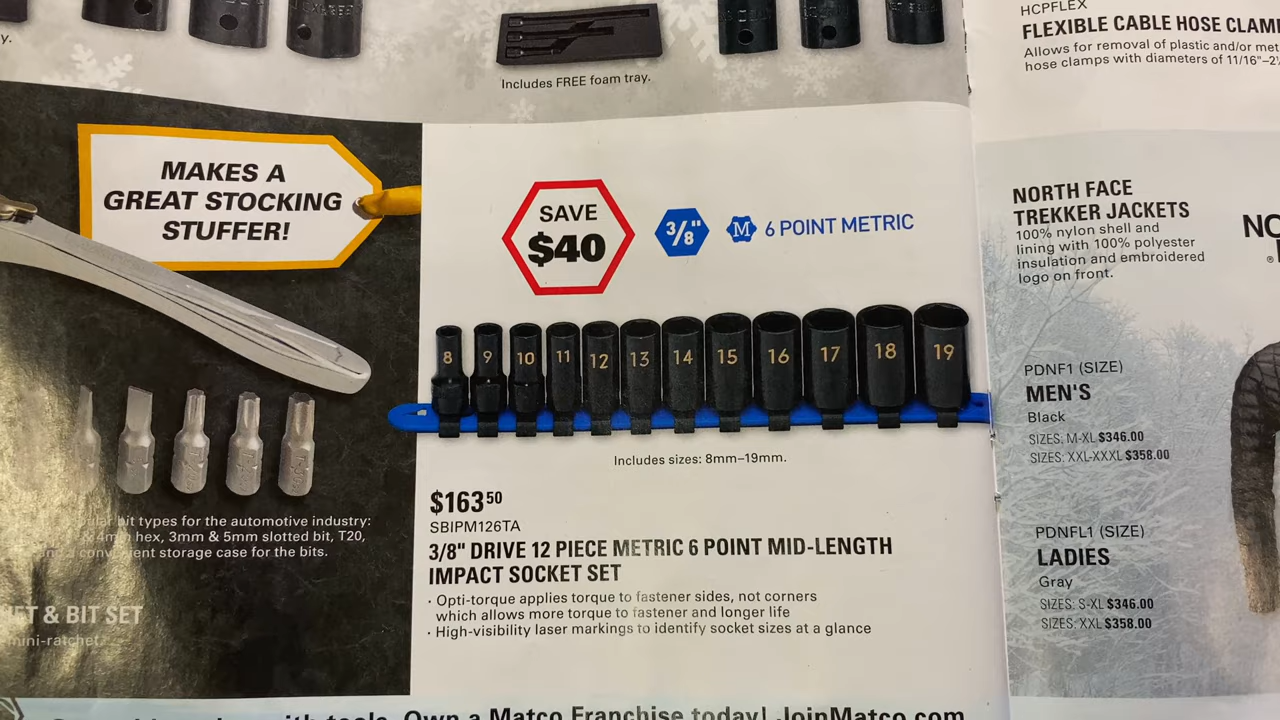 y.
Includes FREE foam tray.
HCPFLEX
FLEXIBLE CABLE HOSE
Allows for removal of plastic and/or
hose clamps with diameters of 11/16"–
MAKES A
GREAT STOCKING
STUFFER!
SAVE
$40
3/8"
M
6 POINT METRIC
8 9 10 11 12 13 14 15 16 17 18 19
Includes sizes: 8mm–19mm.
$163⁵⁰
SBIPM126TA
3/8" DRIVE 12 PIECE METRIC 6 POINT MID-LENGTH
IMPACT SOCKET SET
· Opti-torque applies torque to fastener sides, not corners
which allows more torque to fastener and longer life
· High-visibility laser markings to identify socket sizes at a glance
bit types for the automotive industry:
& 4mm hex, 3mm & 5mm slotted bit, T20,
convenient storage case for the bits.
& BIT SET
mini-ratchet.
NORTH FACE
TREKKER JACKETS
100% nylon shell and
lining with 100% polyester
insulation and embroidered
logo on front.
NO
®
PDNF1 (SIZE)
MEN'S
Black
SIZES: M-XL $346.00
SIZES: XXL-XXXL $358.00
PDNFL1 (SIZE)
LADIES
Gray
SIZES: S-XL $346.00
SIZES: XXL $358.00
with tools. Own a Matco Franchise today! JoinMatco.com